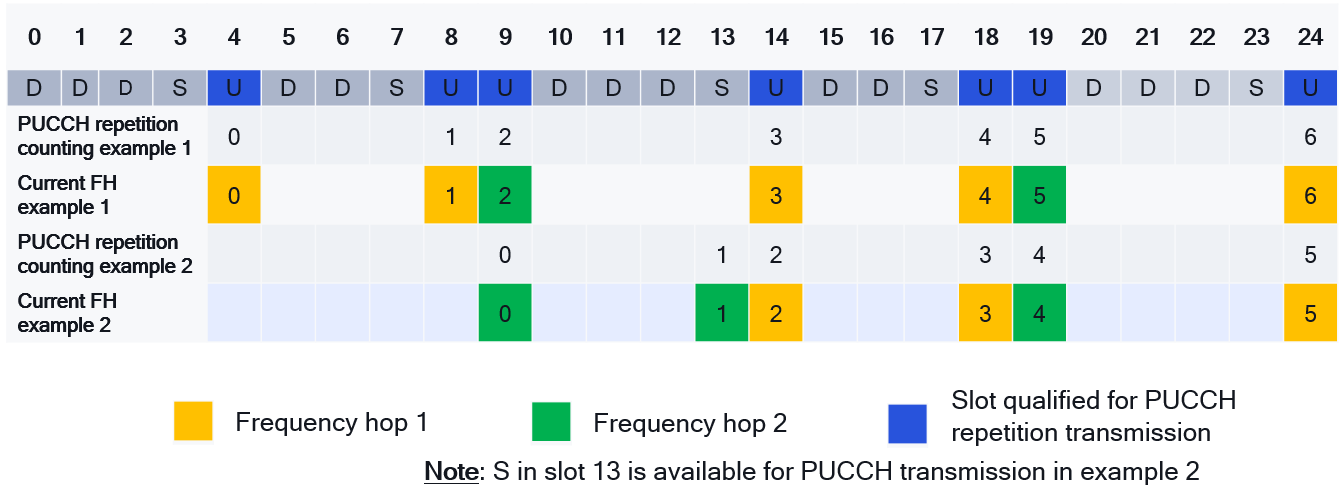 0 1 2 3 4 5 6 7 8 9 10 11 12 13 14 15 16 17 18 19 20 21 22 23 24
D D D S U D D S U U D D D S U D D S U U D D D S U
PUCCH repetition
counting example 1
0 1 2 3 4 5 6
Current FH
example 1
0 1 2 3 4 5 6
PUCCH repetition
counting example 2
0 1 2 3 4 5
Current FH
example 2
0 1 2 3 4 5
Frequency hop 1
Frequency hop 2
Slot qualified for PUCCH
repetition transmission
Note: S in slot 13 is available for PUCCH transmission in example 2